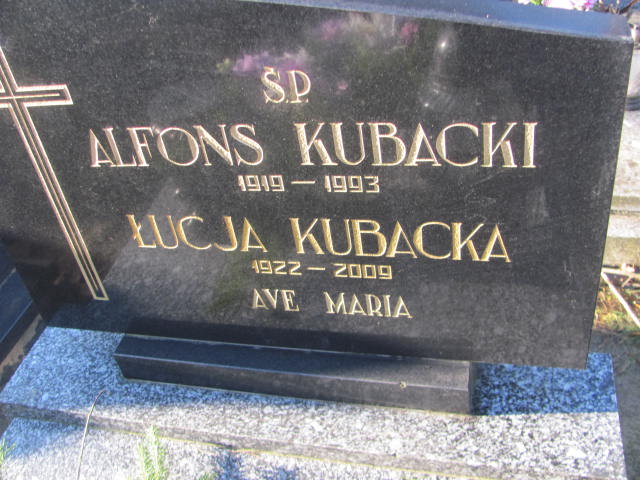 Ś.P.
ALFONS KUBACKI
1919 — 1993
ŁUCJA KUBACKA
1922 — 2009
AVE MARIA